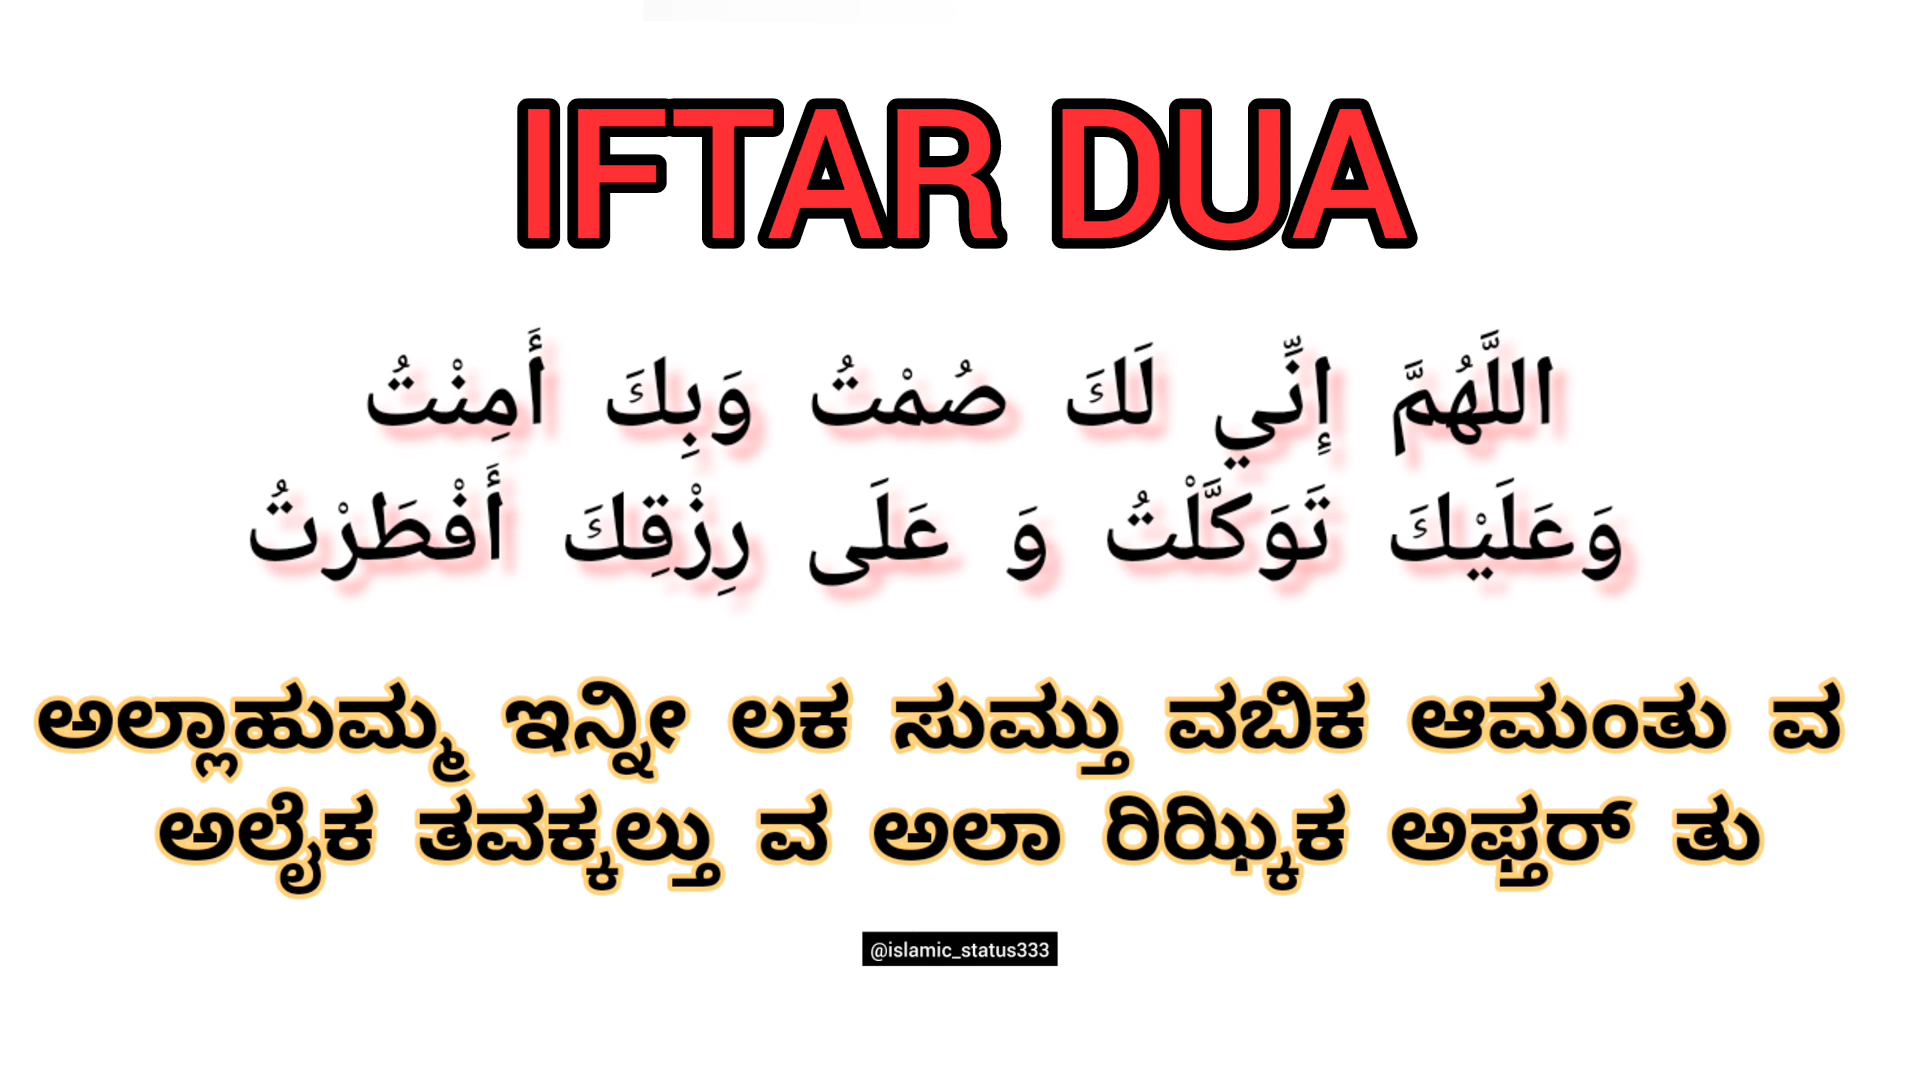 IFTAR DUA
اللَّهُمَّ إِنِّي لَكَ صُمْتُ وَبِكَ أَمِنْتُ
وَعَلَيْكَ تَوَكَّلْتُ وَ عَلَى رِزْقِكَ أَفْطَرْتُ
ಅಲ್ಲಾಹುಮ್ಮ ಇನ್ನೀ ಲಕ ಸುಮ್ತು ವಬಿಕ ಆಮಂತು ವ
ಅಲೈಕ ತವಕ್ಕಲ್ತು ವ ಅಲಾ ರಿಝ್ಕಿಕ ಅಫ್ತರ್ ತು
@islamic_status333